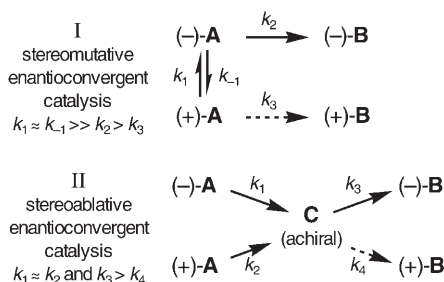 I
stereomutative
enantioconvergent
catalysis
k₁ ≈ k₋₁ >> k₂ > k₃
(–)-A k₂ (–)-B
k₁ k₋₁
k₃
(+)-A (+)-B
II
stereoablative
enantioconvergent
catalysis
k₁ ≈ k₂ and k₃ > k₄
(–)-A k₁ k₃ (–)-B
C
(achiral)
(+)-A k₂ k₄ (+)-B